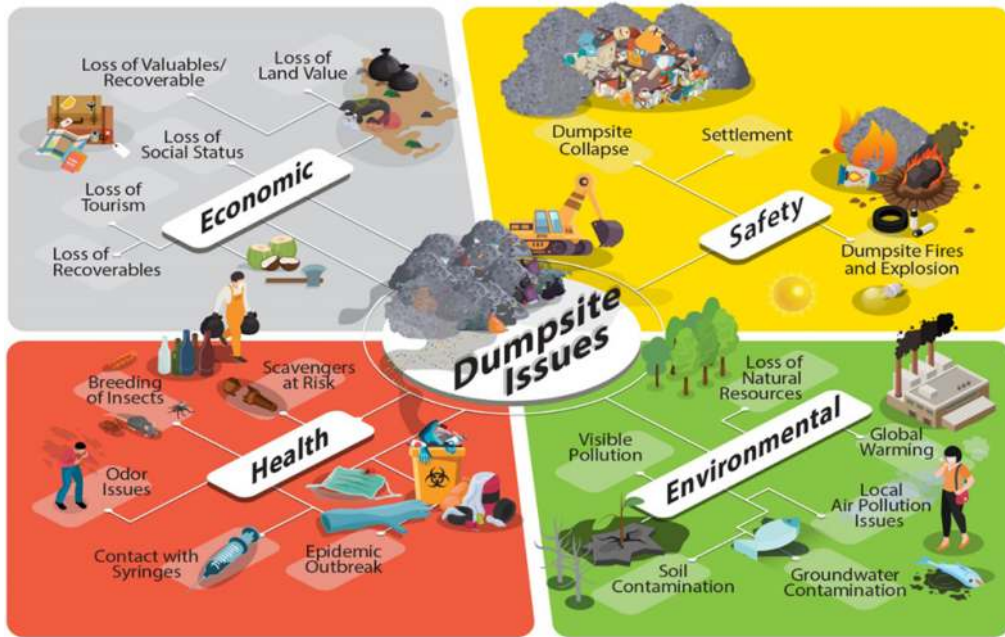 Loss of Valuables/
Recoverable
Loss of
Land Value
Loss of
Social Status
Loss of
Tourism
Loss of
Recoverables
Economic
Dumpsite
Collapse
Settlement
Safety
Dumpsite Fires
and Explosion
Dumpsite
Issues
Breeding
of Insects
Scavengers
at Risk
Health
Odor
Issues
Contact with
Syringes
Epidemic
Outbreak
Loss of
Natural
Resources
Visible
Pollution
Environmental
Global
Warming
Local
Air Pollution
Issues
Soil
Contamination
Groundwater
Contamination